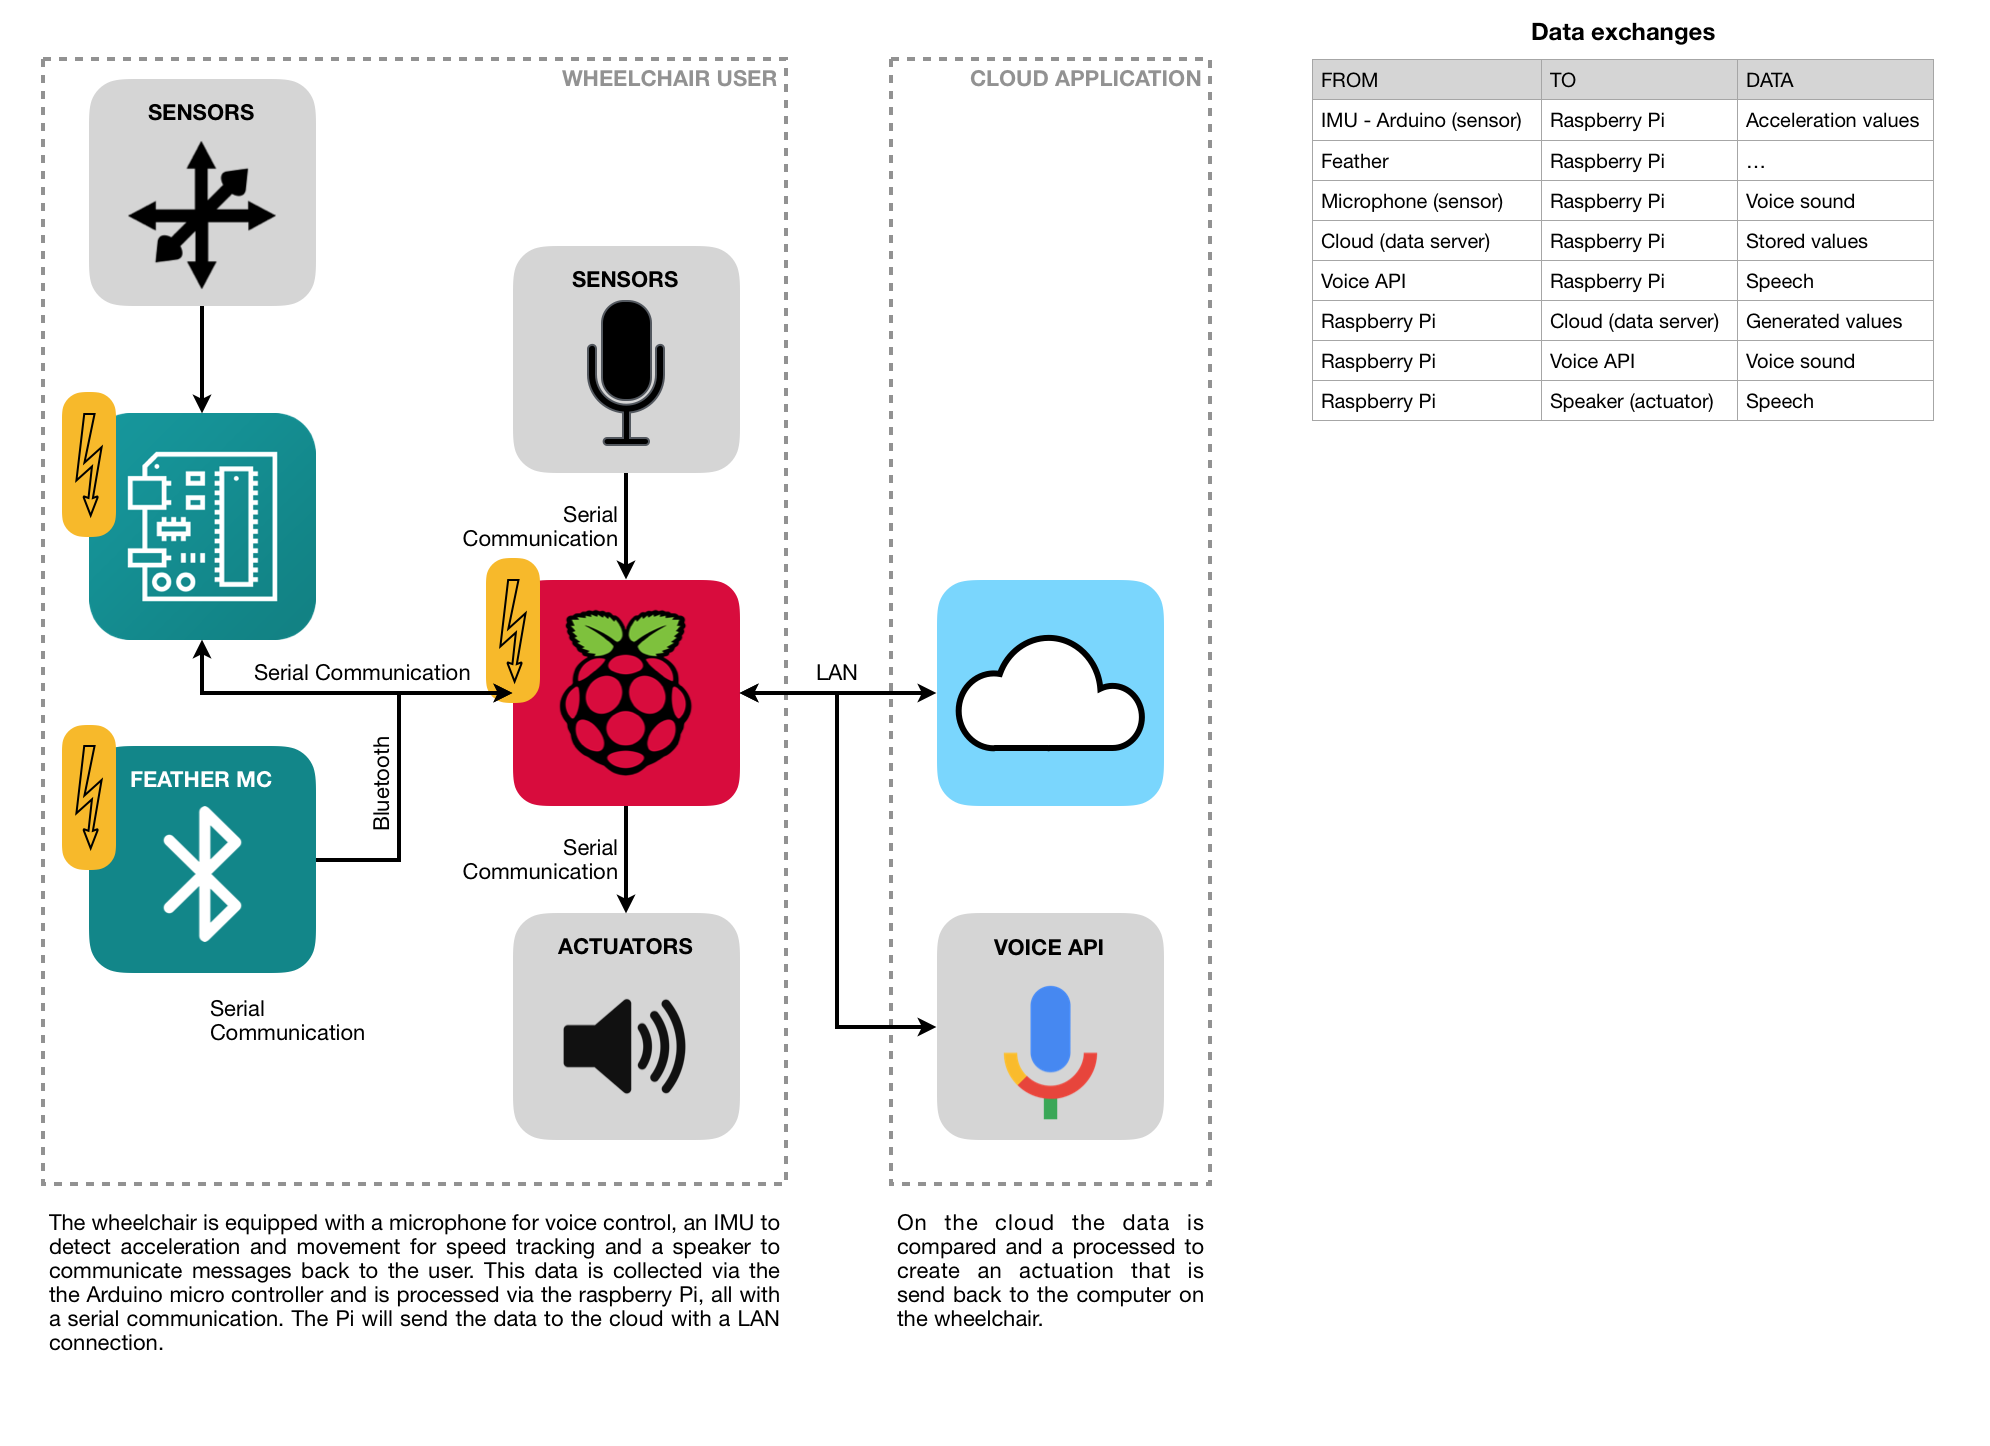 WHEELCHAIR USER
SENSORS
SENSORS
Serial
Communication
Serial Communication
Bluetooth
FEATHER MC
Serial
Communication
ACTUATORS
Serial
Communication
LAN
CLOUD APPLICATION
VOICE API
The wheelchair is equipped with a microphone for voice control, an IMU to
detect acceleration and movement for speed tracking and a speaker to
communicate messages back to the user. This data is collected via the
the Arduino micro controller and is processed via the raspberry Pi, all with
a serial communication. The Pi will send the data to the cloud with a LAN
connection.
On the cloud the data is
compared and a processed to
create an actuation that is
send back to the computer on
the wheelchair.
Data exchanges
FROM TO DATA
IMU - Arduino (sensor) Raspberry Pi Acceleration values
Feather Raspberry Pi …
Microphone (sensor) Raspberry Pi Voice sound
Cloud (data server) Raspberry Pi Stored values
Voice API Raspberry Pi Speech
Raspberry Pi Cloud (data server) Generated values
Raspberry Pi Voice API Voice sound
Raspberry Pi Speaker (actuator) Speech